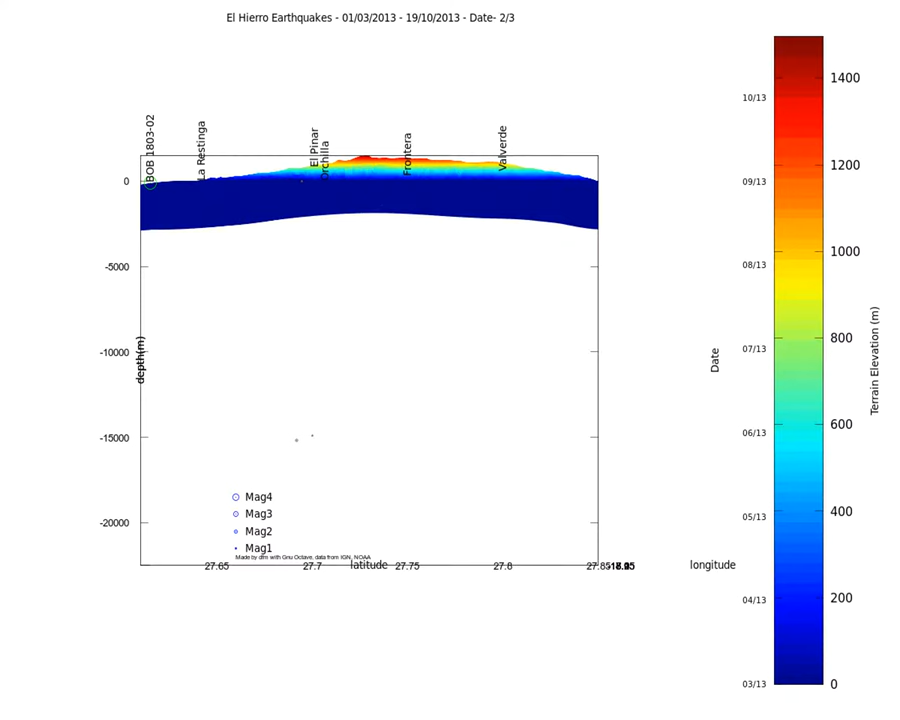 El Hierro Earthquakes - 01/03/2013 - 19/10/2013 - Date- 2/3
BOB 1803-02
La Restinga
El Pinar
Orchilla
Frontera
Valverde
0
-5000
-10000
-15000
-20000
depth(m)
Mag4
Mag3
Mag2
Mag1
Made by dm with Gnu Octave, data from IGN, NOAA
27.65
27.7
latitude
27.75
27.8
27.85
longitude
Date
10/13
09/13
08/13
07/13
06/13
05/13
04/13
03/13
1400
1200
1000
800
600
400
200
0
Terrain Elevation (m)